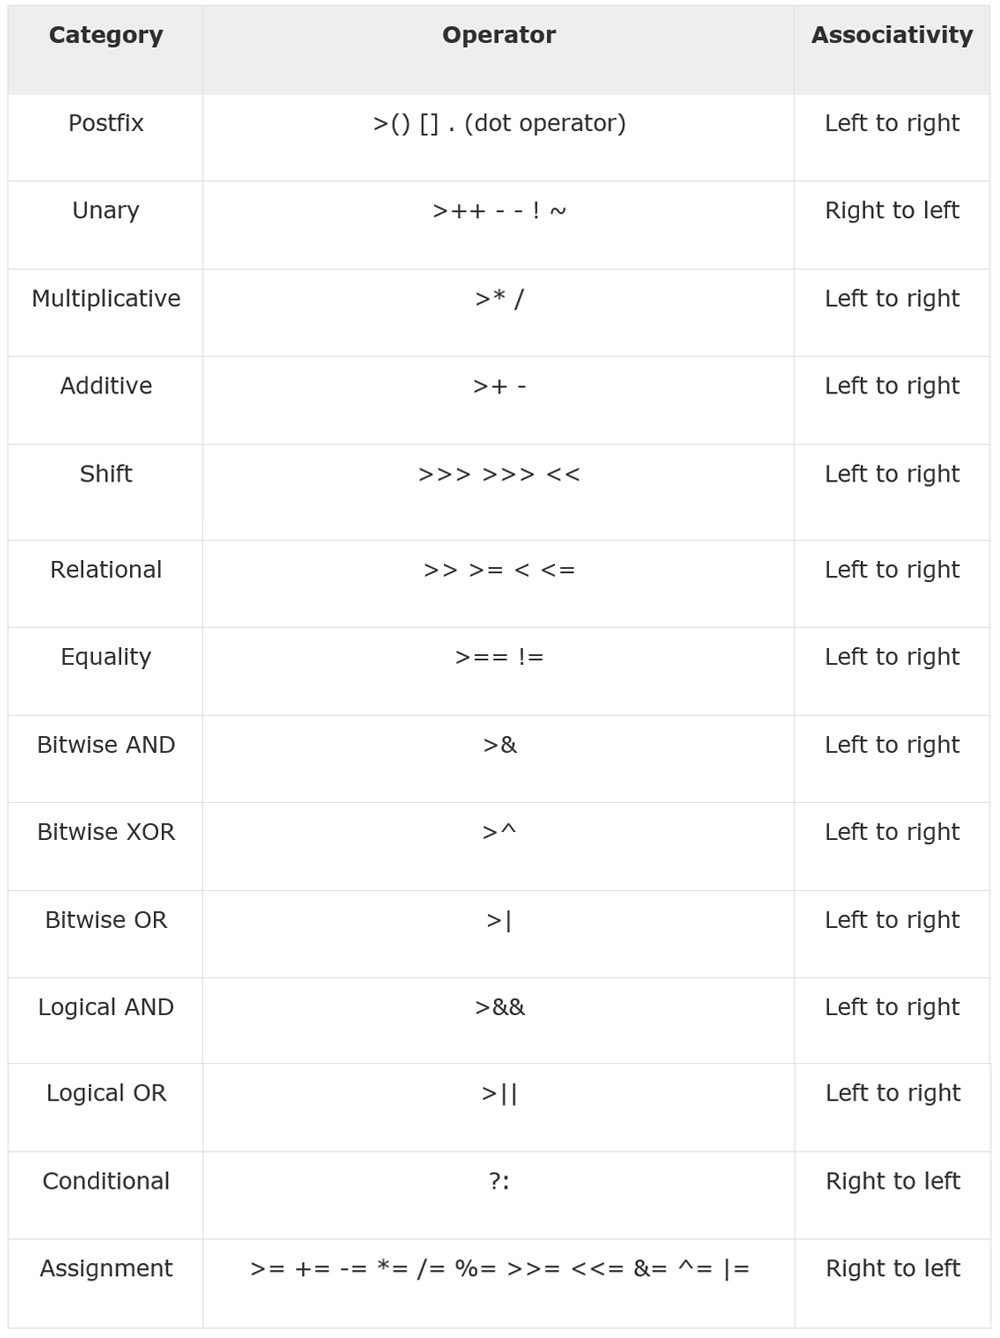 Category Operator Associativity
Postfix >() [] . (dot operator) Left to right
Unary >++ - - ! ~ Right to left
Multiplicative >* / Left to right
Additive >+ - Left to right
Shift >>> >>> << Left to right
Relational >> >= < <= Left to right
Equality >== != Left to right
Bitwise AND >& Left to right
Bitwise XOR >^ Left to right
Bitwise OR >| Left to right
Logical AND >&& Left to right
Logical OR >|| Left to right
Conditional ?: Right to left
Assignment >= += -= *= /= %= >>= <<= &= ^= |= Right to left